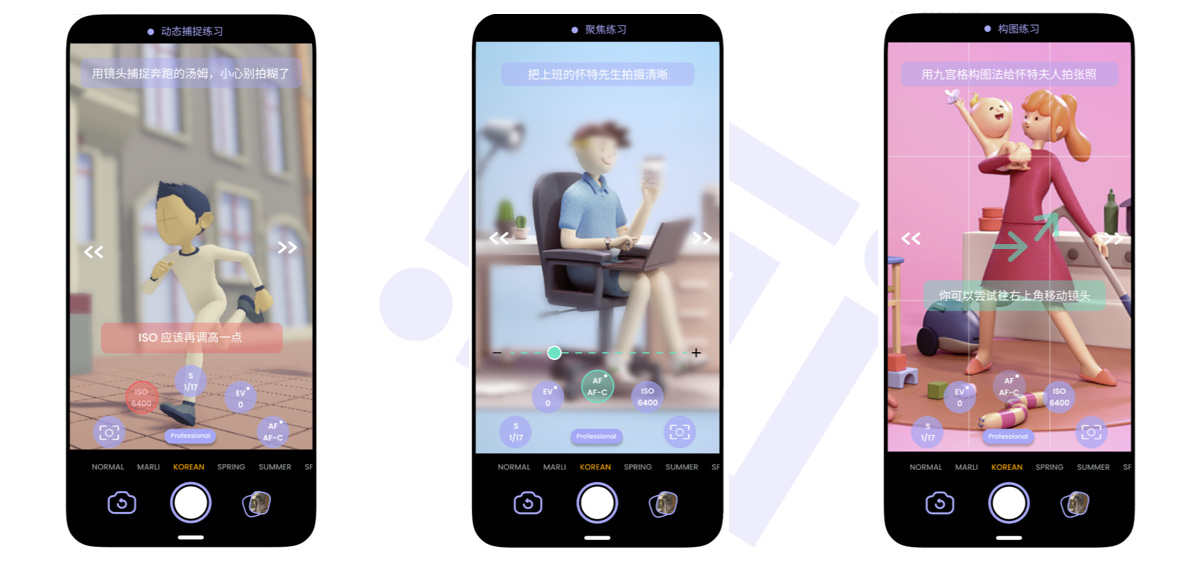 动态捕捉练习
用镜头捕捉奔跑的汤姆，小心别拍糊了
ISO 应该再调高一点
S
1/17
ISO
6400
EV
0
AF
AF-C
Professional
NORMAL MARLI KOREAN SPRING SUMMER SF
聚焦练习
把上班的怀特先生拍摄清晰
− +
AF
AF-C
EV
0
ISO
6400
S
1/17
Professional
NORMAL MARLI KOREAN SPRING SUMMER SF
构图练习
用九宫格构图法给怀特夫人拍张照
你可以尝试往右上角移动镜头
AF
AF-C
EV
0
ISO
6400
S
1/17
Professional
NORMAL MARLI KOREAN SPRING SUMMER SF